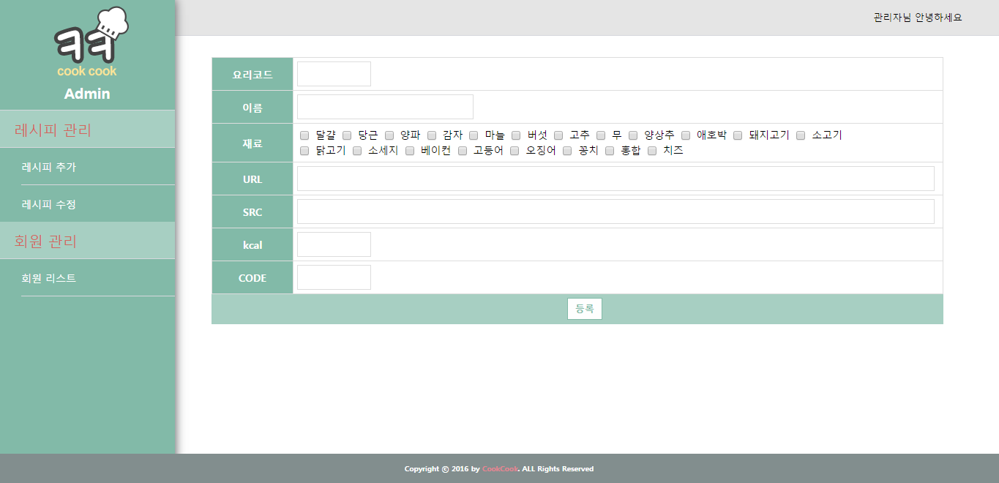 관리자님 안녕하세요
쿡쿡
cook cook
Admin
레시피 관리
레시피 추가
레시피 수정
회원 관리
회원 리스트
요리코드
이름
재료
달걀 당근 양파 감자 마늘 버섯 고추 무 양상추 애호박 돼지고기 소고기
닭고기 소세지 베이컨 고등어 오징어 꽁치 홍합 치즈
URL
SRC
kcal
CODE
등록
Copyright © 2016 by CookCook. ALL Rights Reserved